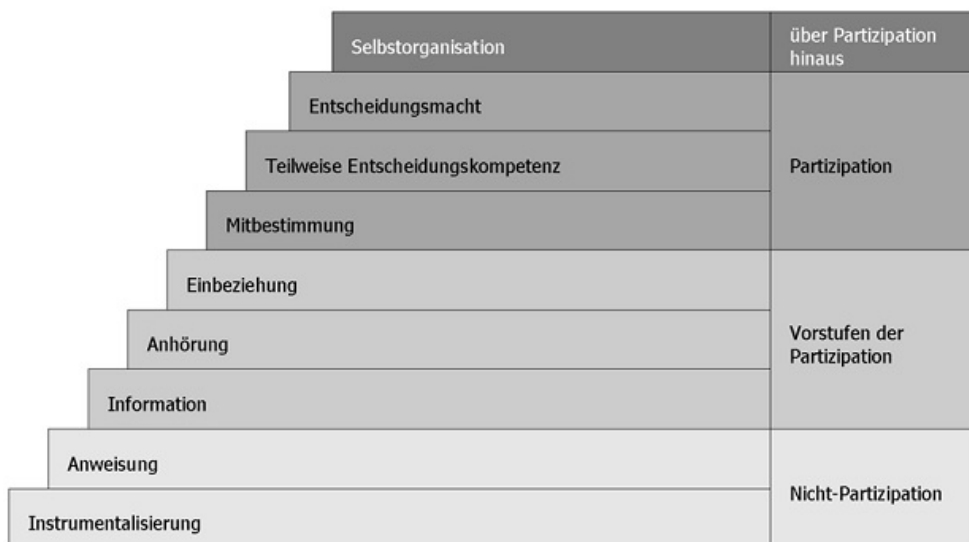 Selbstorganisation
über Partizipation
hinaus
Entscheidungsmacht
Teilweise Entscheidungskompetenz
Partizipation
Mitbestimmung
Einbeziehung
Anhörung
Vorstufen der
Partizipation
Information
Anweisung
Nicht-Partizipation
Instrumentalisierung